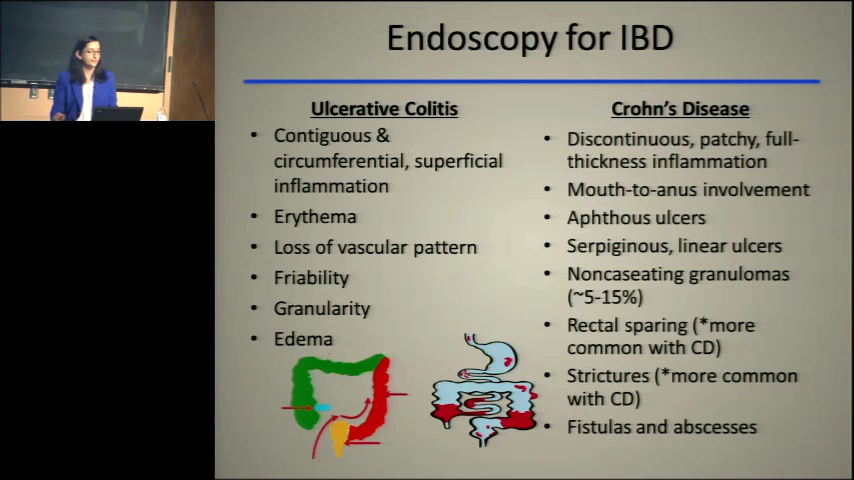 Endoscopy for IBD
Ulcerative Colitis
• Contiguous &
circumferential, superficial
inflammation
• Erythema
• Loss of vascular pattern
• Friability
• Granularity
• Edema
Crohn's Disease
• Discontinuous, patchy, full-
thickness inflammation
• Mouth-to-anus involvement
• Aphthous ulcers
• Serpiginous, linear ulcers
• Noncaseating granulomas
(~5-15%)
• Rectal sparing (*more
common with CD)
• Strictures (*more common
with CD)
• Fistulas and abscesses